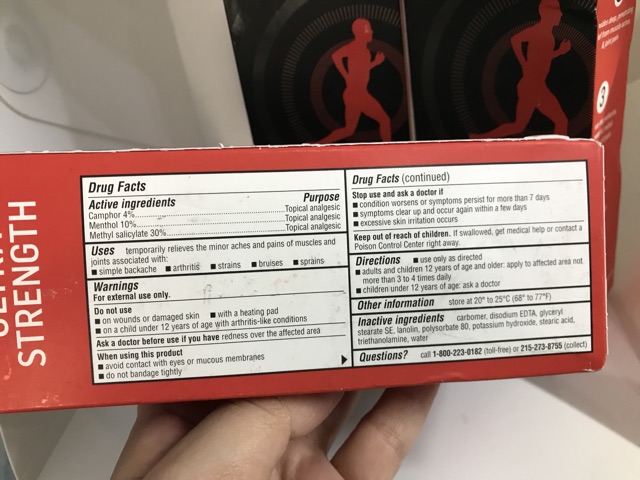 STRENGTH
3
Drug Facts
Active ingredients Purpose
Camphor 4%......Topical analgesic
Menthol 10%......Topical analgesic
Methyl salicylate 30%......Topical analgesic
Uses temporarily relieves the minor aches and pains of muscles and
joints associated with:
■ simple backache ■ arthritis ■ strains ■ bruises ■ sprains
Warnings
For external use only.
Do not use
■ on wounds or damaged skin ■ with a heating pad
■ on a child under 12 years of age with arthritis-like conditions
Ask a doctor before use if you have redness over the affected area
When using this product
■ avoid contact with eyes or mucous membranes
■ do not bandage tightly
Drug Facts (continued)
Stop use and ask a doctor if
■ condition worsens or symptoms persist for more than 7 days
■ symptoms clear up and occur again within a few days
■ excessive skin irritation occurs
Keep out of reach of children. If swallowed, get medical help or contact a
Poison Control Center right away.
Directions ■ use only as directed
■ adults and children 12 years of age and older: apply to affected area not
more than 3 to 4 times daily
■ children under 12 years of age: ask a doctor
Other information store at 20° to 25°C (68° to 77°F)
Inactive ingredients carbomer, disodium EDTA, glyceryl
stearate SE, lanolin, polysorbate 80, potassium hydroxide, stearic acid,
triethanolamine, water
Questions? call 1-800-223-0182 (toll-free) or 215-273-8755 (collect)